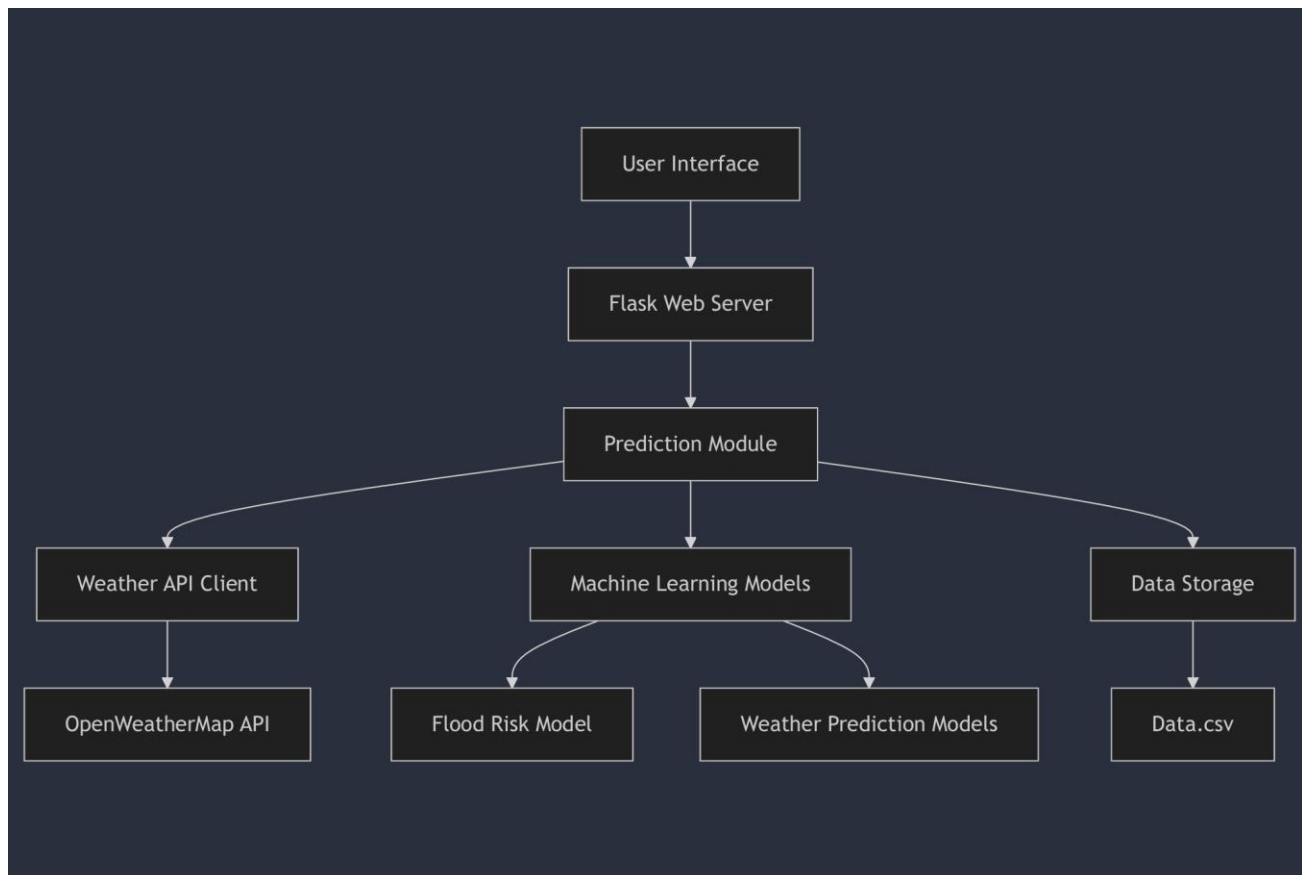 User Interface
Flask Web Server
Prediction Module
Weather API Client
Machine Learning Models
Data Storage
OpenWeatherMap API
Flood Risk Model
Weather Prediction Models
Data.csv